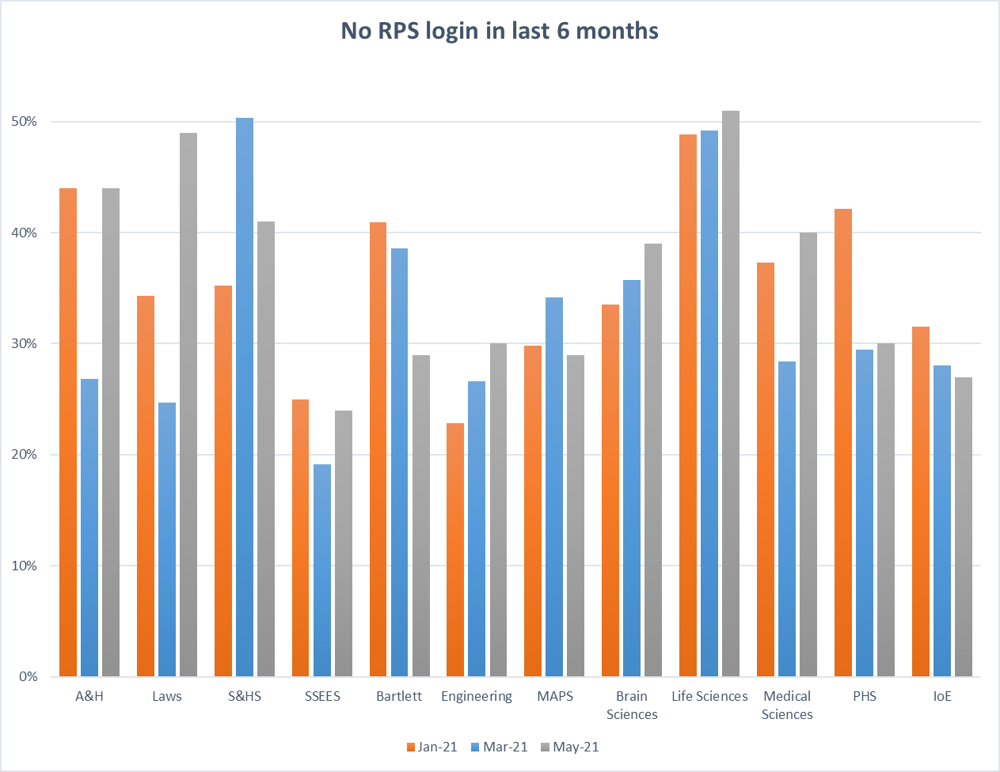 No RPS login in last 6 months
50%
40%
30%
20%
10%
0%
A&H Laws S&HS SSEES Bartlett Engineering MAPS Brain Sciences Life Sciences Medical Sciences PHS IoE
Jan-21 Mar-21 May-21